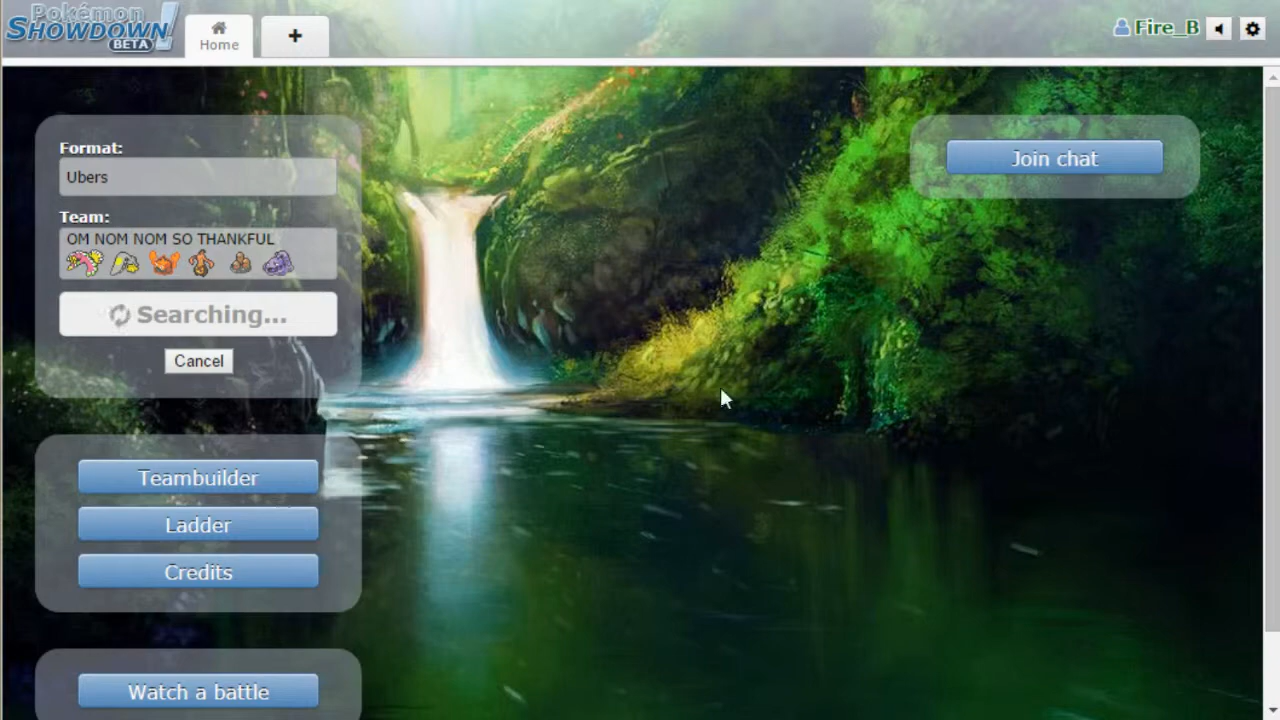 Pokémon
SHOWDOWN!
BETA
Home
+
Fire_B
Format:
Ubers
Team:
OM NOM NOM SO THANKFUL
Searching...
Cancel
Teambuilder
Ladder
Credits
Watch a battle
Join chat